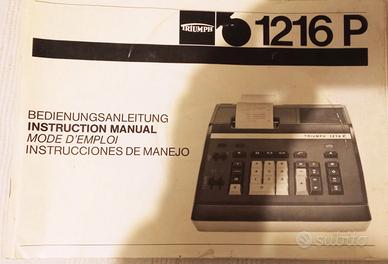 TRIUMPH
1216 P
BEDIENUNGSANLEITUNG
INSTRUCTION MANUAL
MODE D'EMPLOI
INSTRUCCIONES DE MANEJO
TRIUMPH 1216 P
subito